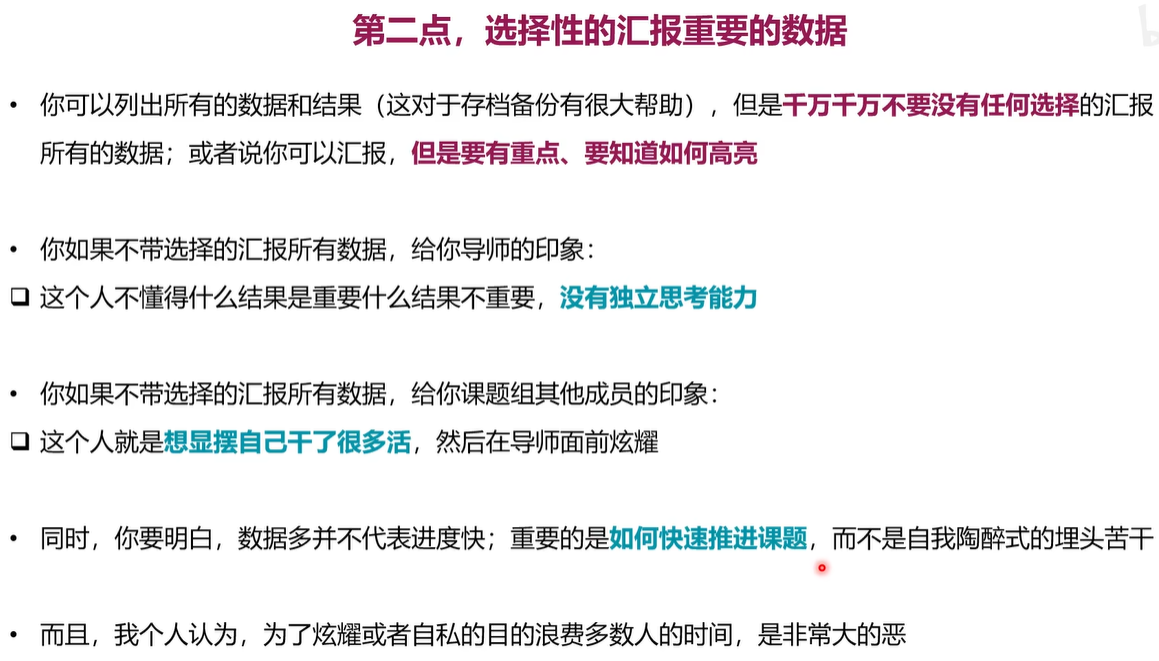 第二点，选择性的汇报重要的数据
• 你可以列出所有的数据和结果（这对于存档备份有很大帮助），但是千万千万不要没有任何选择的汇报
所有的数据；或者说你可以汇报，但是要有重点、要知道如何高亮
• 你如果不带选择的汇报所有数据，给你导师的印象：
❑ 这个人不懂得什么结果是重要什么结果不重要，没有独立思考能力
• 你如果不带选择的汇报所有数据，给你课题组其他成员的印象：
❑ 这个人就是想显摆自己干了很多活，然后在导师面前炫耀
• 同时，你要明白，数据多并不代表进度快；重要的是如何快速推进课题，而不是自我陶醉式的埋头苦干
• 而且，我个人认为，为了炫耀或者自私的目的浪费多数人的时间，是非常大的恶